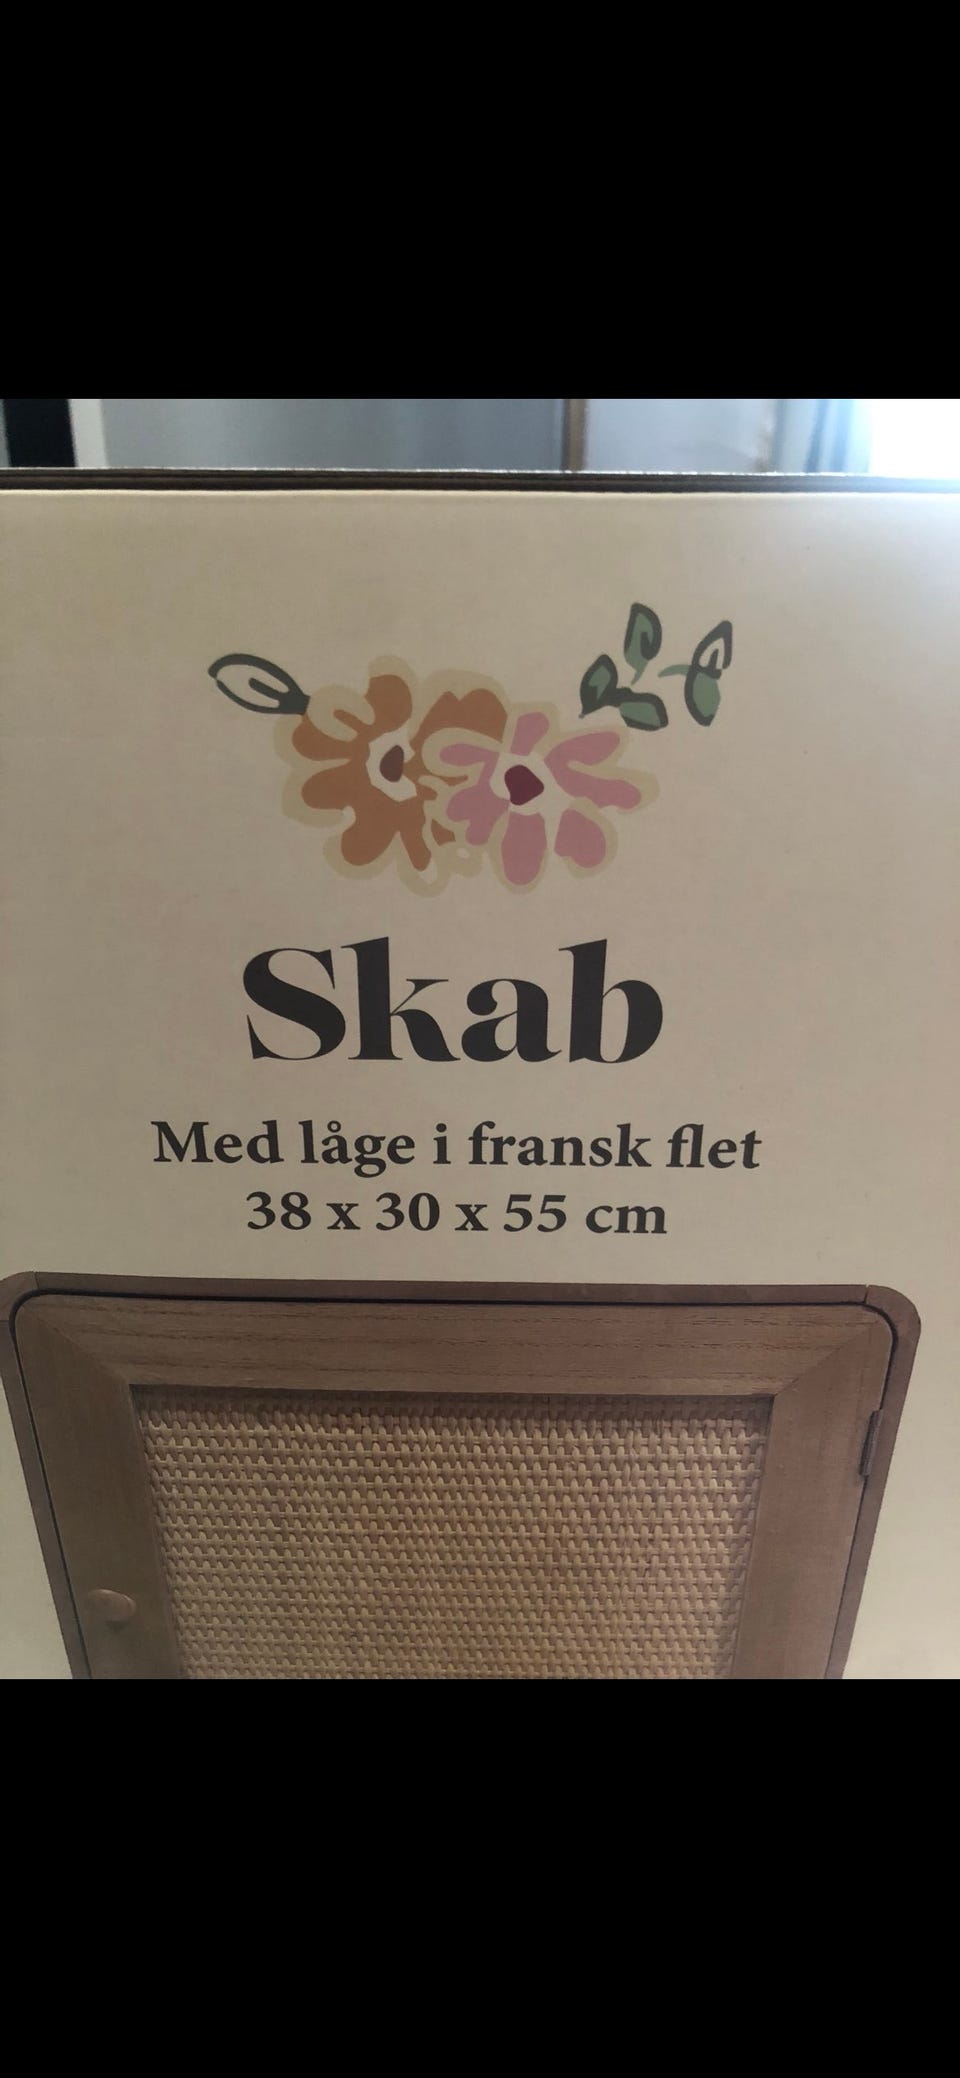 Skab
Med låge i fransk flet
38 x 30 x 55 cm